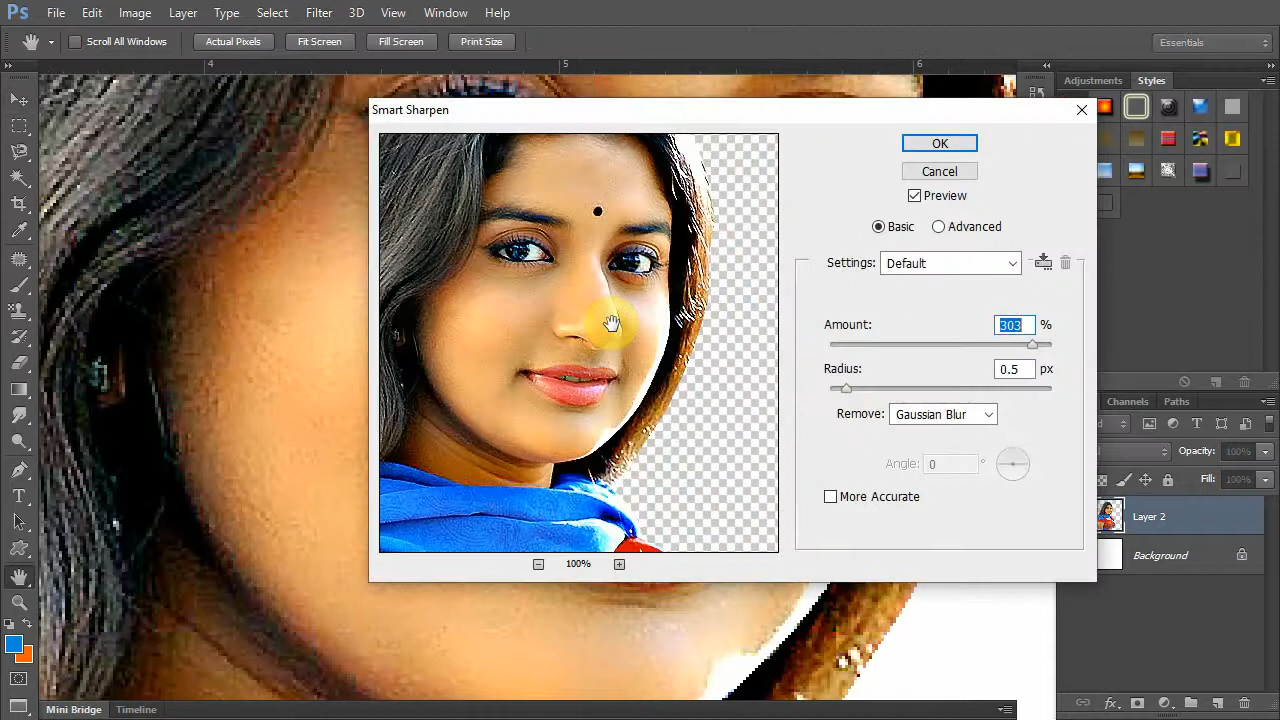 Ps File Edit Image Layer Type Select Filter 3D View Window Help
Scroll All Windows Actual Pixels Fit Screen Fill Screen Print Size Essentials
4 5 6
Adjustments Styles
Smart Sharpen
OK
Cancel
Preview
Basic Advanced
Settings: Default
Amount: 303 %
Radius: 0.5 px
Remove: Gaussian Blur
Angle: 0 °
More Accurate
100%
Channels Paths
Opacity: 100%
Fill: 100%
Layer 2
Background
Mini Bridge Timeline